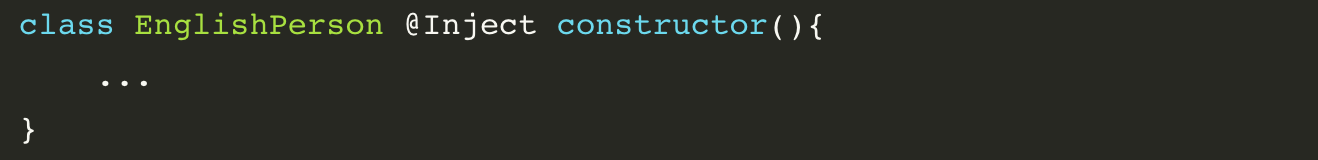 class EnglishPerson @Inject constructor(){
    ...
}